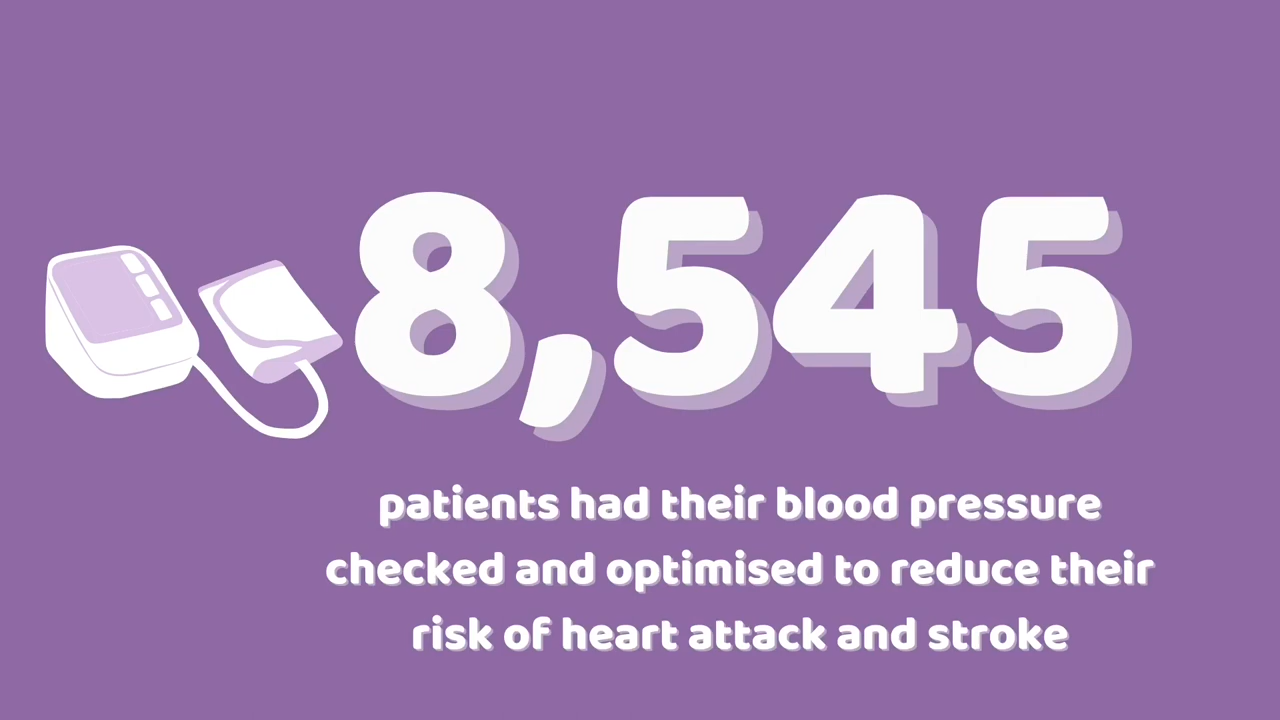 8,545
patients had their blood pressure
checked and optimised to reduce their
risk of heart attack and stroke